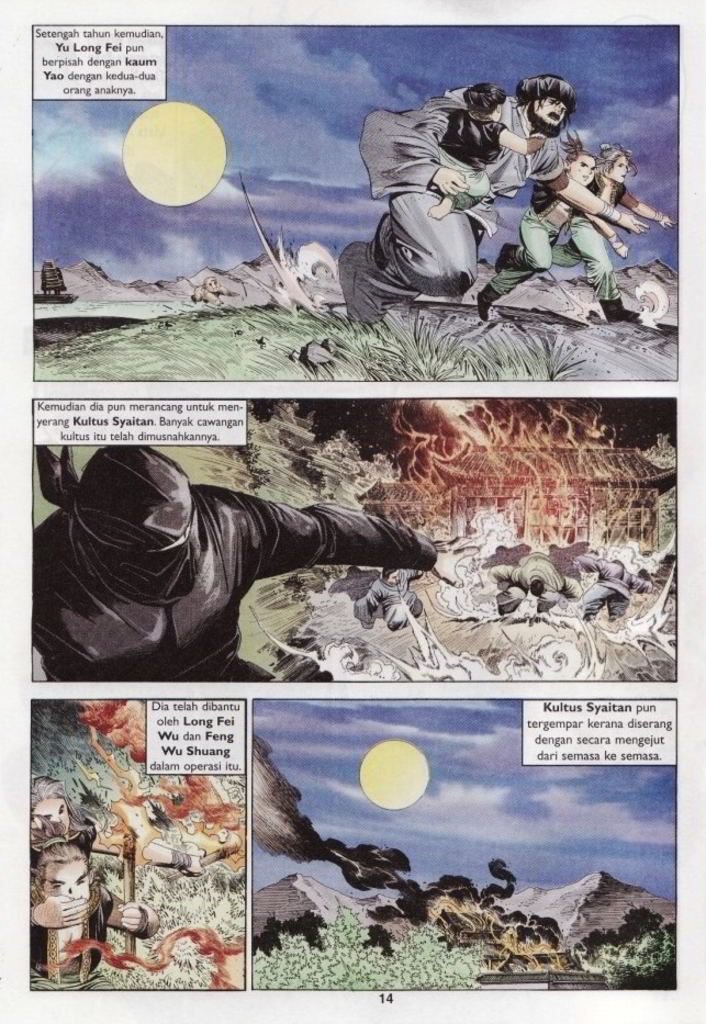 Setengah tahun kemudian,
Yu Long Fei pun
berpisah dengan kaum
Yao dengan kedua-dua
orang anaknya.
Kemudian dia pun merancang untuk men-
yerang Kultus Syaitan. Banyak cawangan
kultus itu telah dimusnahkannya.
Dia telah dibantu
oleh Long Fei
Wu dan Feng
Wu Shuang
dalam operasi itu.
Kultus Syaitan pun
tergempar kerana diserang
dengan secara mengejut
dari semasa ke semasa.
14